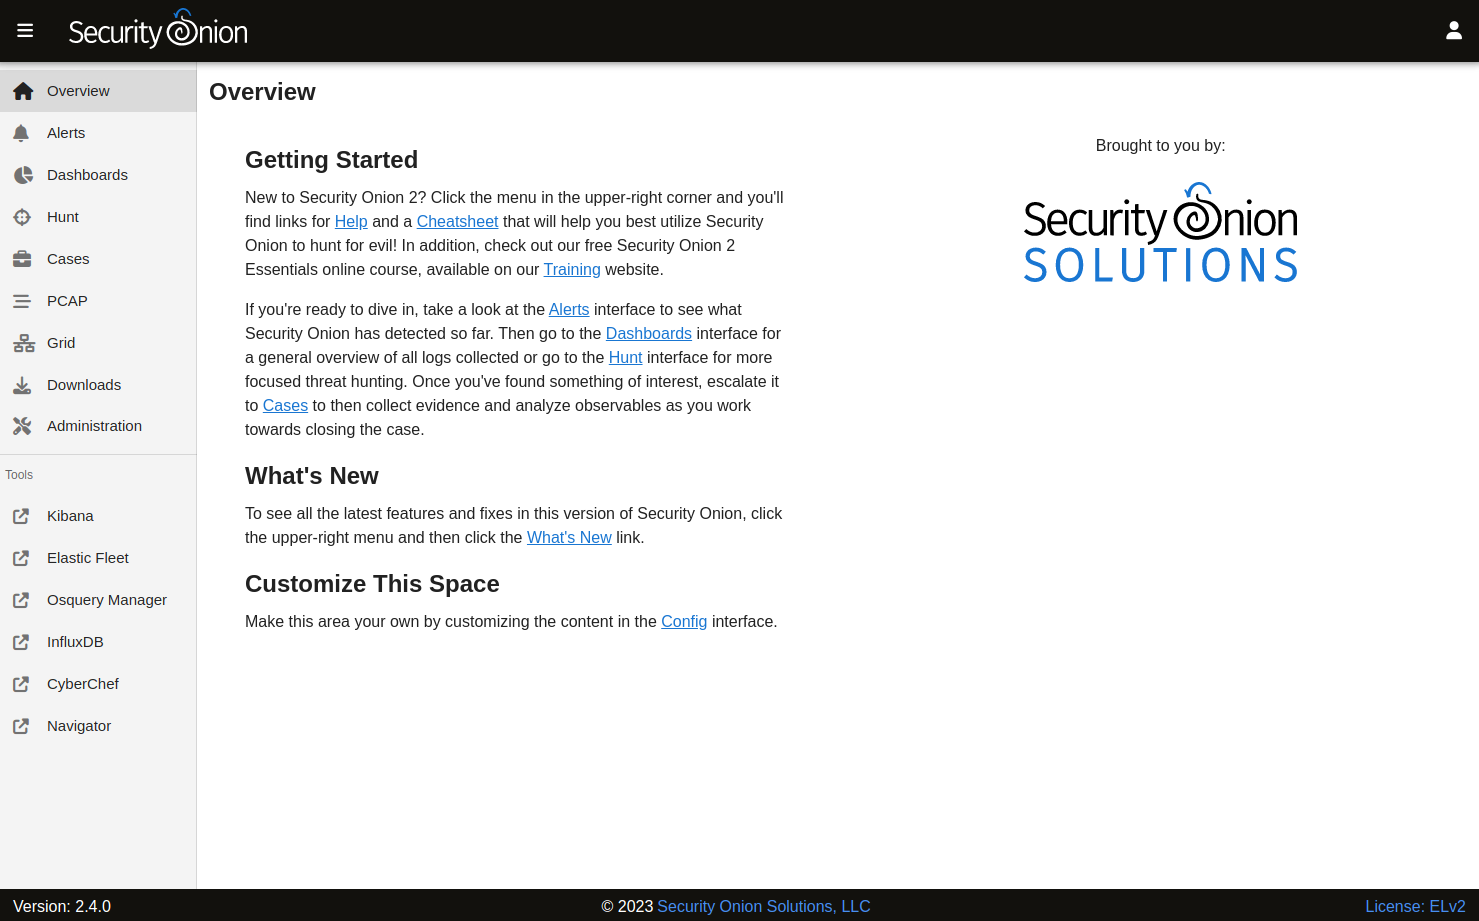 Security Onion
Overview
Alerts
Dashboards
Hunt
Cases
PCAP
Grid
Downloads
Administration
Tools
Kibana
Elastic Fleet
Osquery Manager
InfluxDB
CyberChef
Navigator
Overview
Getting Started
New to Security Onion 2? Click the menu in the upper-right corner and you'll
find links for Help and a Cheatsheet that will help you best utilize Security
Onion to hunt for evil! In addition, check out our free Security Onion 2
Essentials online course, available on our Training website.
If you're ready to dive in, take a look at the Alerts interface to see what
Security Onion has detected so far. Then go to the Dashboards interface for
a general overview of all logs collected or go to the Hunt interface for more
focused threat hunting. Once you've found something of interest, escalate it
to Cases to then collect evidence and analyze observables as you work
towards closing the case.
What's New
To see all the latest features and fixes in this version of Security Onion, click
the upper-right menu and then click the What's New link.
Customize This Space
Make this area your own by customizing the content in the Config interface.
Brought to you by:
Security Onion
SOLUTIONS
Version: 2.4.0
© 2023 Security Onion Solutions, LLC
License: ELv2